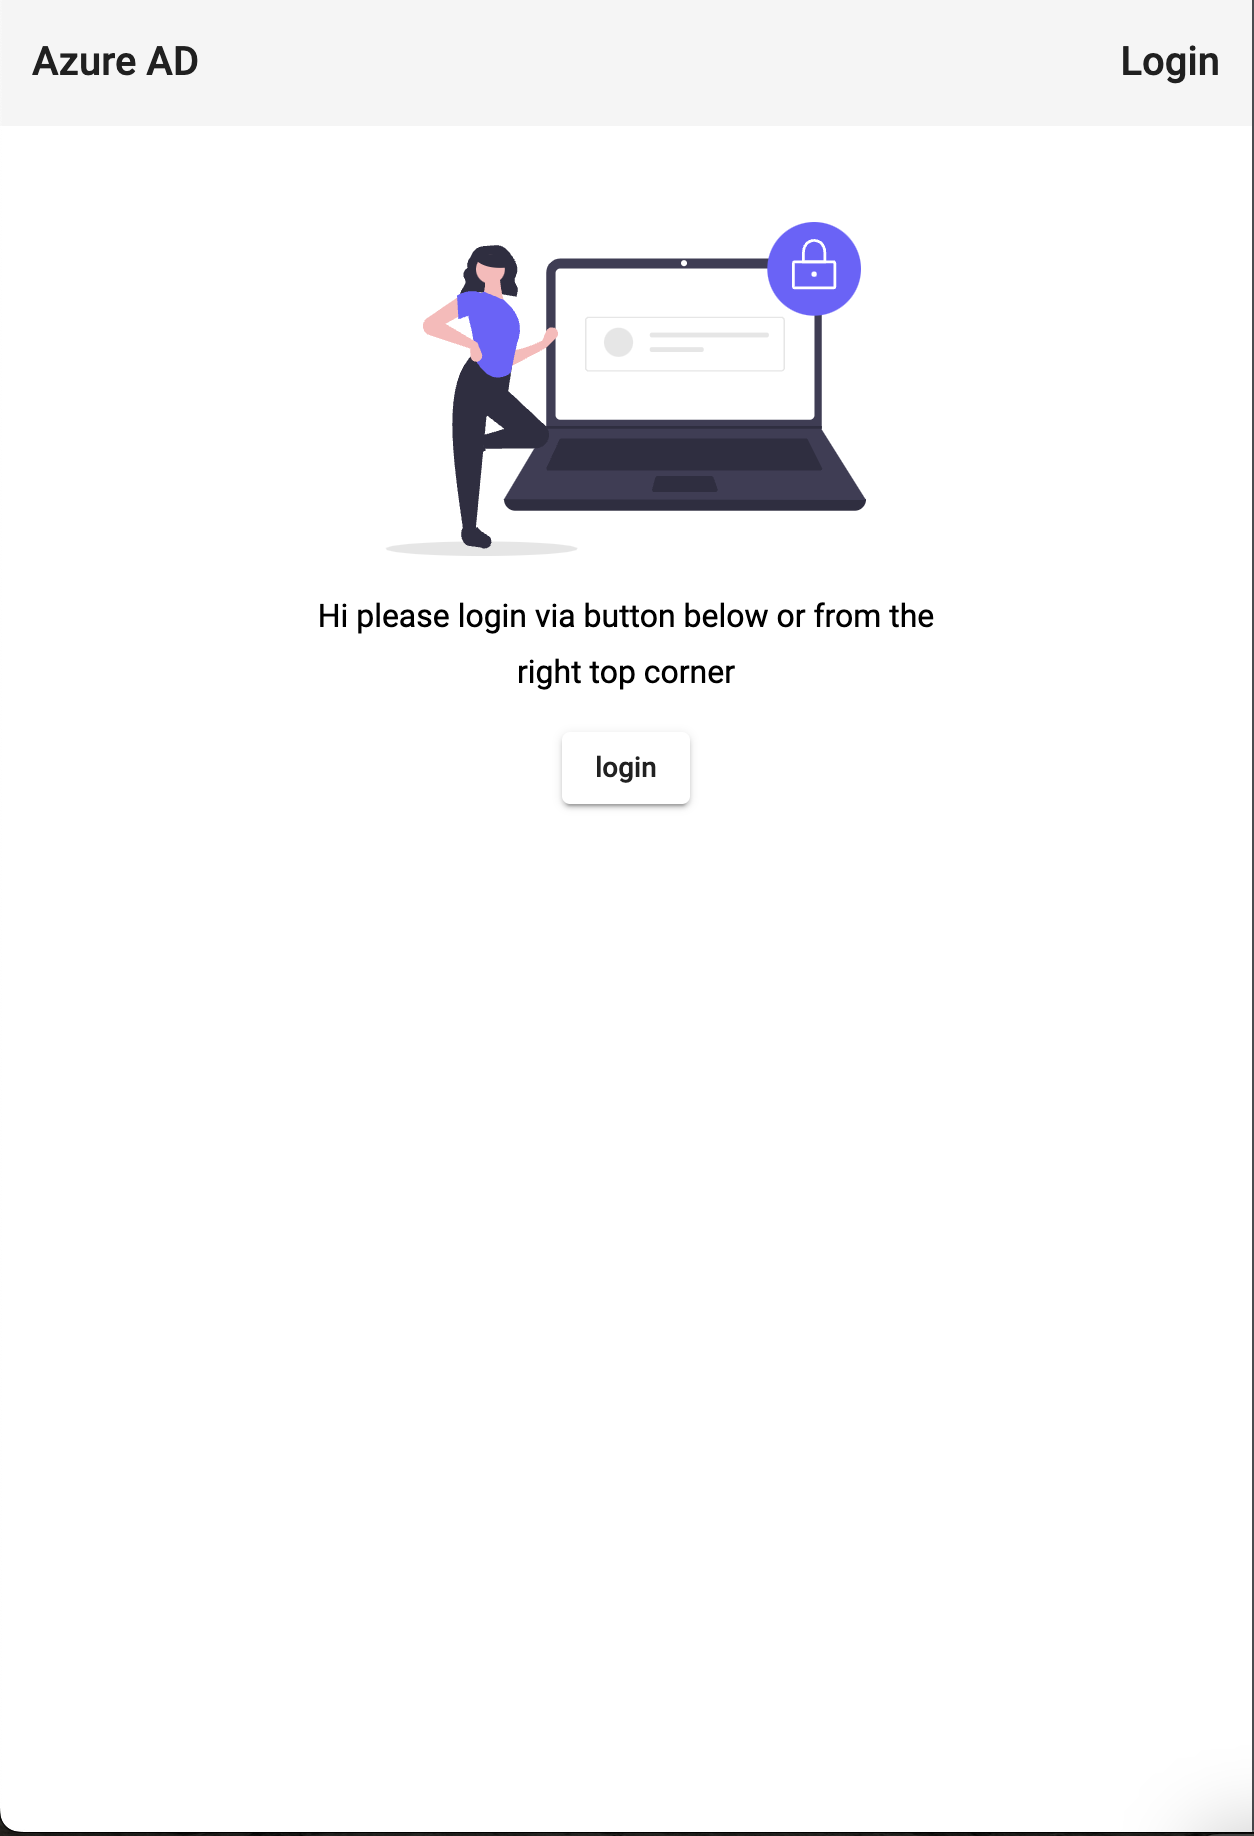 Azure AD
Login
Hi please login via button below or from the
right top corner
login